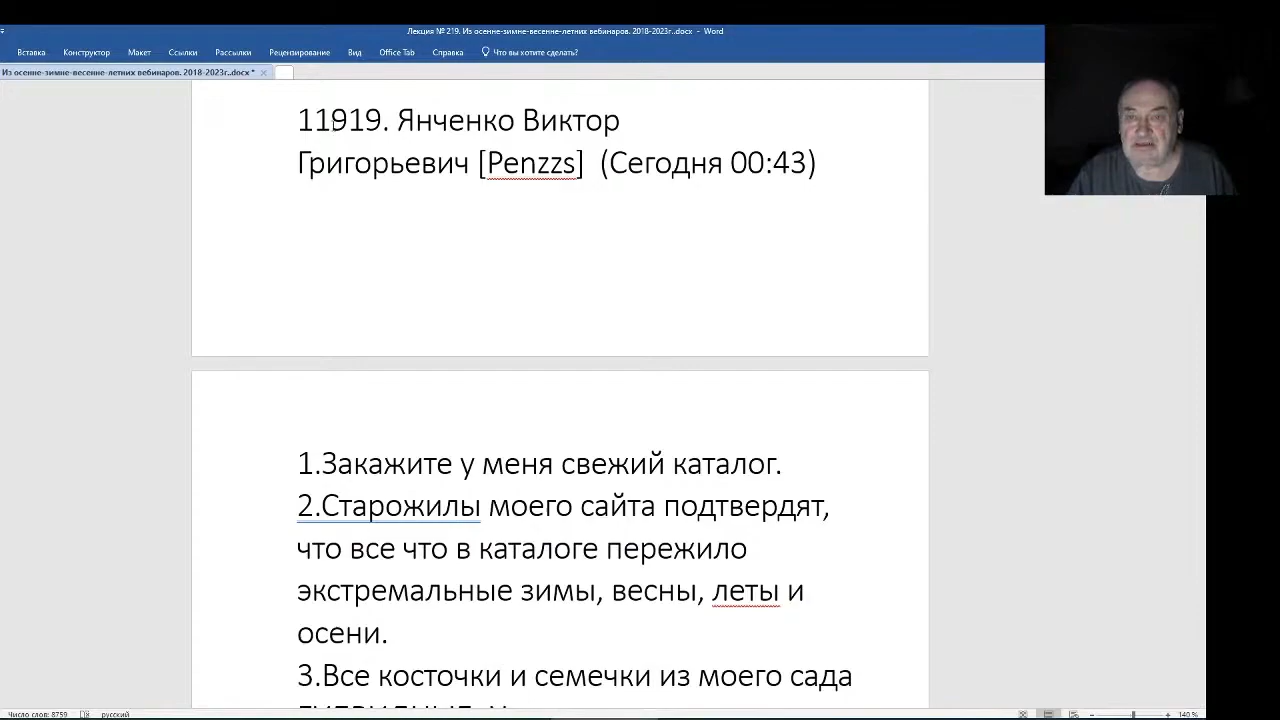 Лекция № 219. Из осенне-зимне-весенне-летних вебинаров. 2018-2023г..docx - Word
Вставка Конструктор Макет Ссылки Рассылки Рецензирование Вид Office Tab Справка Что вы хотите сделать?
Из осенне-зимне-весенне-летних вебинаров. 2018-2023г..docx *
11919. Янченко Виктор
Григорьевич [Penzzs] (Сегодня 00:43)
1.Закажите у меня свежий каталог.
2.Старожилы моего сайта подтвердят,
что все что в каталоге пережило
экстремальные зимы, весны, леты и
осени.
3.Все косточки и семечки из моего сада
Число слов: 8759 русский 140 %